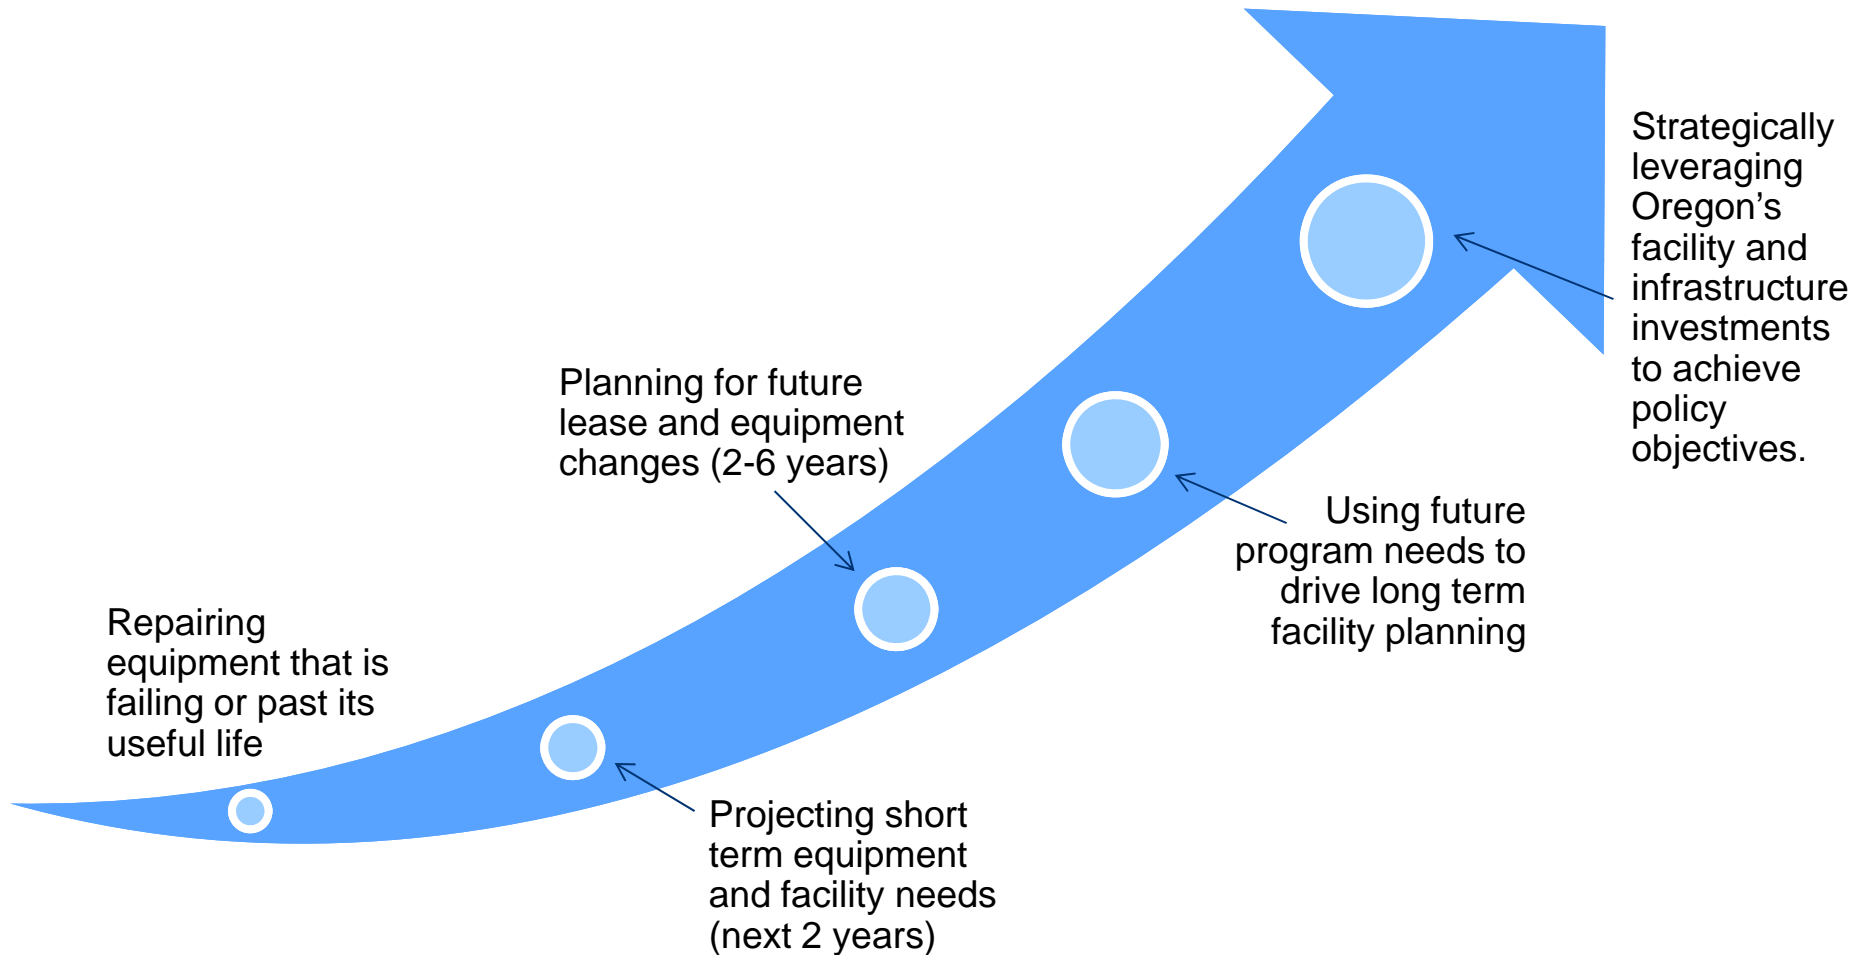 Repairing
equipment that is
failing or past its
useful life
Projecting short
term equipment
and facility needs
(next 2 years)
Planning for future
lease and equipment
changes (2-6 years)
Using future
program needs to
drive long term
facility planning
Strategically
leveraging
Oregon’s
facility and
infrastructure
investments
to achieve
policy
objectives.